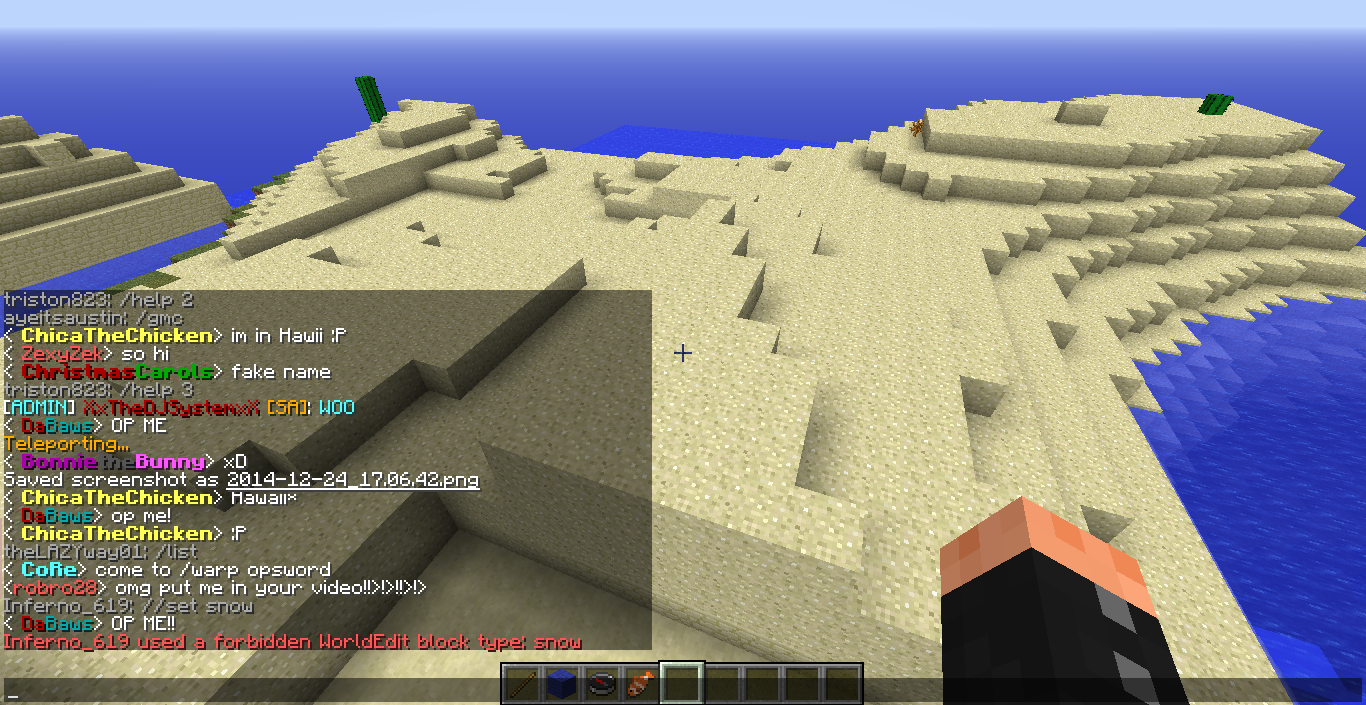 triston823: /help 2
ayeitsaustin: /gmc
< ChicaTheChicken> im in Hawii :P
< ZexyZek> so hi
< ChristmasCarols> fake name
triston823: /help 3
[ADMIN] XxTheDJSystemxX [SA]: WOO
< DaBaws> OP ME
Teleporting...
< Bonnie the Bunny> xD
Saved screenshot as 2014-12-24_17.06.42.png
< ChicaTheChicken> Hawaii*
< DaBaws> op me!
< ChicaTheChicken> :P
theLAZYway01: /list
< CoRe> come to /warp opsword
<robro28> omg put me in your video!!>!>!!>!>
Inferno_619: //set snow
< DaBaws> OP ME!!
Inferno_619 used a forbidden WorldEdit block type: snow
_